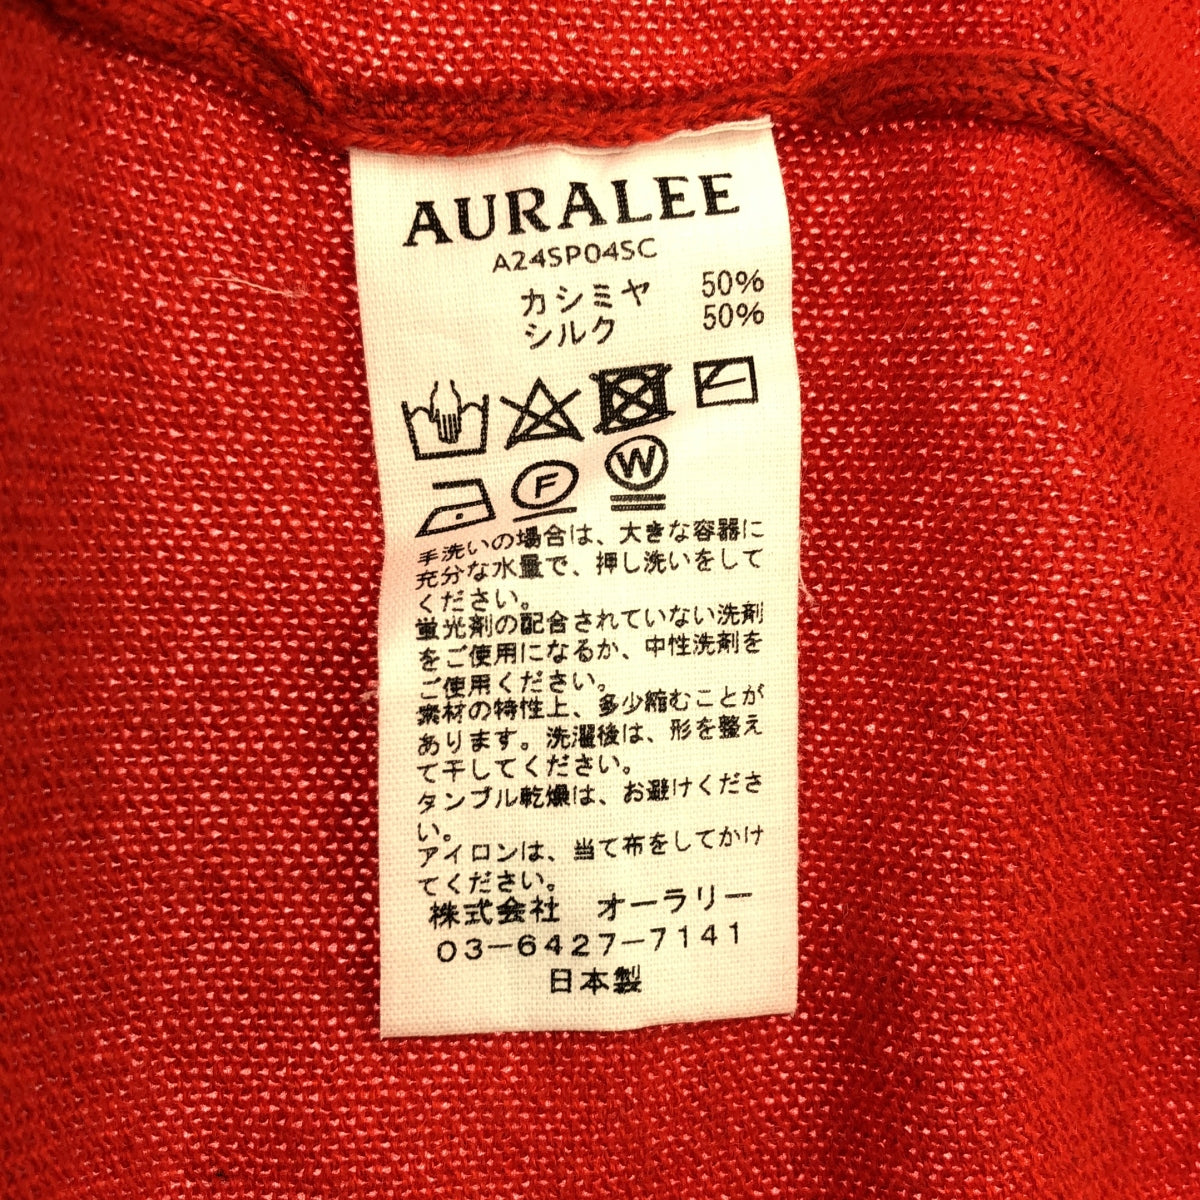 AURALEE
A24SP04SC
カシミヤ 50%
シルク 50%
F W
手洗いの場合は、大きな容器に
充分な水量で、押し洗いをして
ください。
蛍光剤の配合されていない洗剤
をご使用になるか、中性洗剤を
ご使用ください。
素材の特性上、多少縮むことが
あります。洗濯後は、形を整え
て干してください。
タンブル乾燥は、お避けくださ
い。
アイロンは、当て布をしてかけ
てください。
株式会社 オーラリー
03-6427-7141
日本製